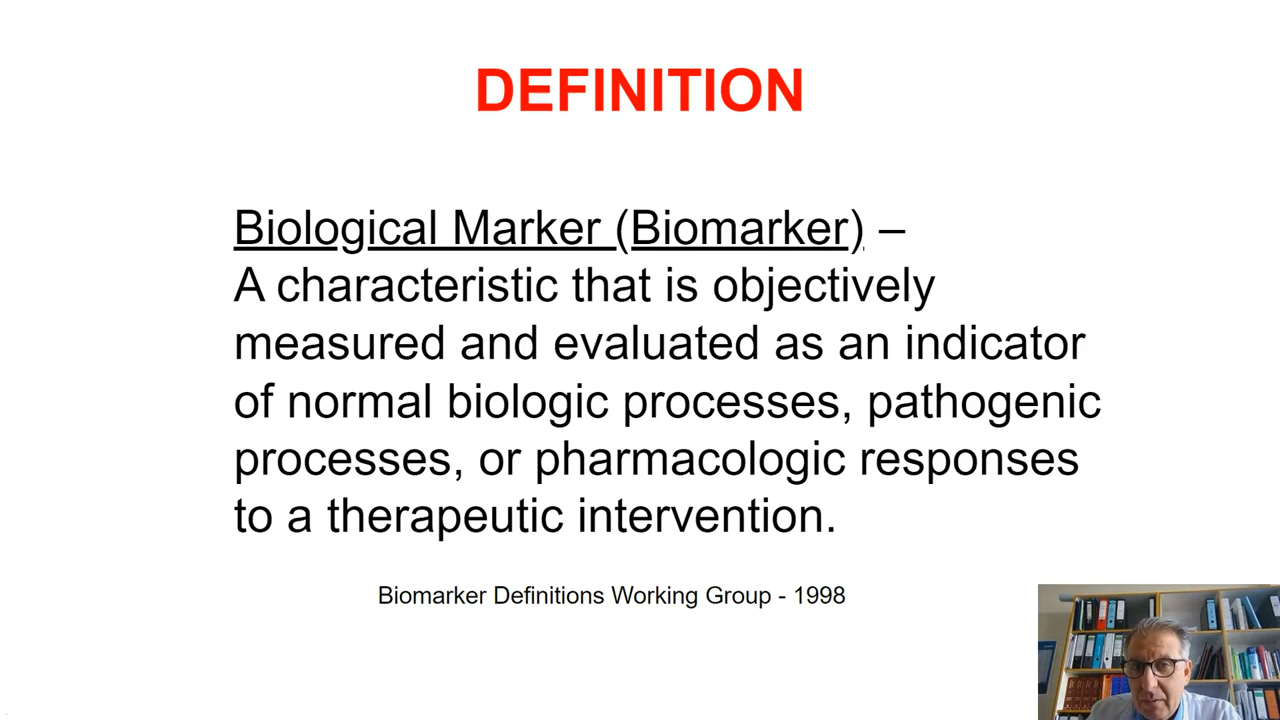 DEFINITION
Biological Marker (Biomarker) –
A characteristic that is objectively
measured and evaluated as an indicator
of normal biologic processes, pathogenic
processes, or pharmacologic responses
to a therapeutic intervention.
Biomarker Definitions Working Group - 1998